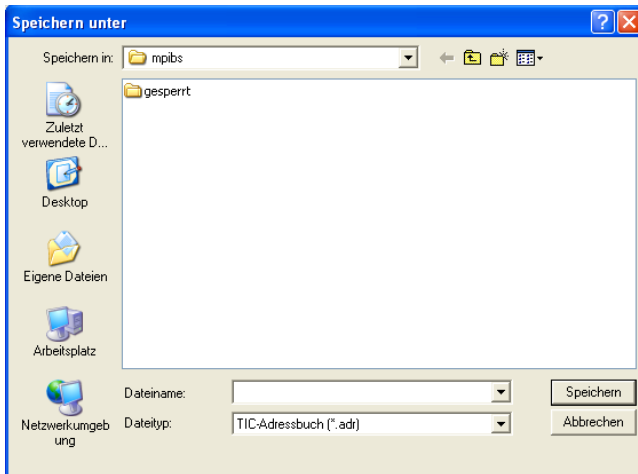 Speichern unter
Speichern in:
mpibs
gesperrt
Zuletzt
verwendete D...
Desktop
Eigene Dateien
Arbeitsplatz
Netzwerkumgeb
ung
Dateiname:
Speichern
Dateityp:
TIC-Adressbuch (*.adr)
Abbrechen